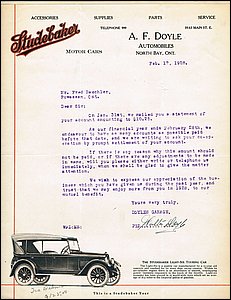 ACCESSORIES SUPPLIES PARTS SERVICE
Studebaker
MOTOR CARS
TELEPHONE
MAIN ST. E.
A. F. DOYLE
AUTOMOBILES
NORTH BAY, ONT.
Feb. 17, 1928.
Mr. Fred
Ont.
Dear Sir:
On Jan. 31st, we mailed you a statement of
your account amounting to
As our financial year ends February 28th, we
endeavour to have as many accounts as possible paid
before that date, and we are writing to ask your co-
operation by prompt settlement of your account.
If there is any reason why this amount should
not be paid, or if there are any adjustments to be made
in same, will you please either write or telephone us
immediately, when we shall be glad to give the matter
attention.
We wish to express our appreciation of the bus-
iness which you have given us during the past year, and
trust that we may enjoy more from you in 1928, to our
mutual benefit.
Yours very truly,
DOYLES GARAGE,
PER
THE STUDEBAKER LIGHT-SIX TOURING CAR
This is a Studebaker Year